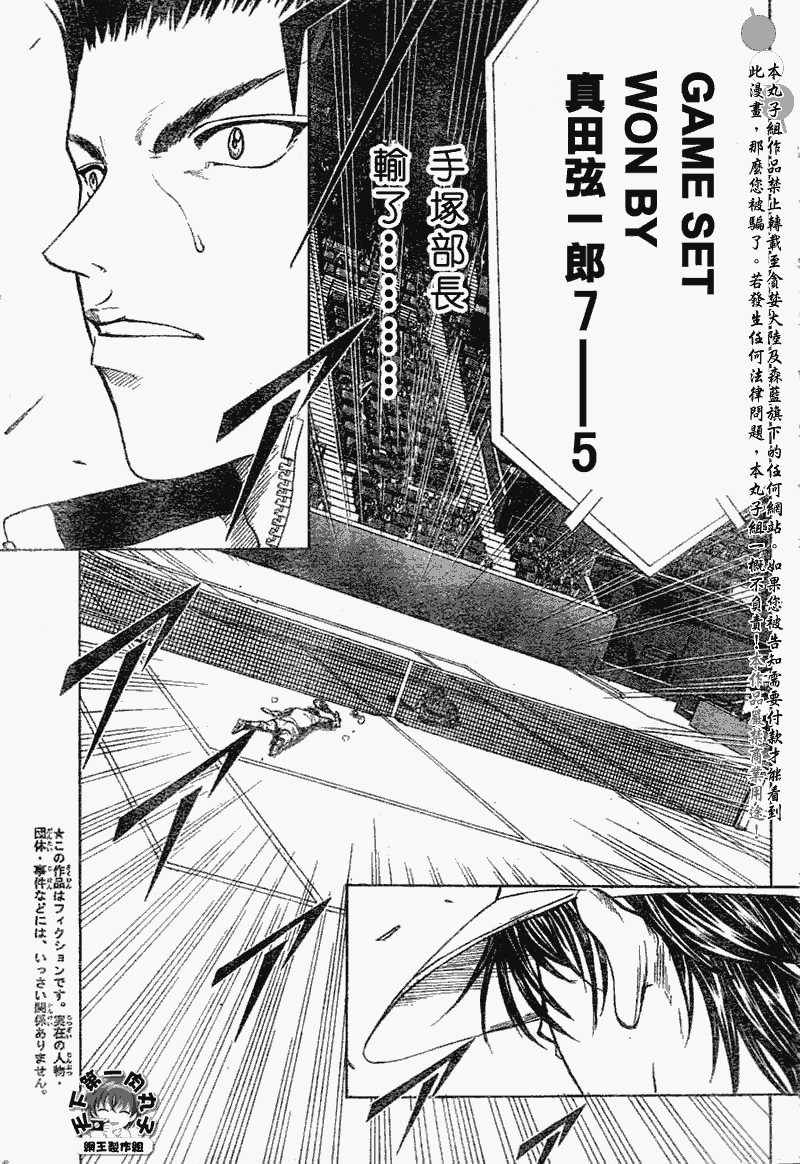 本丸子組作品禁止轉載至貪婪大陸及森藍旗下的任何網站。如果您被告知需要付款才能看到
此漫畫，那麼您被騙了。若發生任何法律問題，本丸子組一概不負責！本作品嚴禁商業用途！
GAME SET
WON BY
真田弦一郎7——5
手塚部長
輸了…………
★この作品はフィクションです。実在の人物・
団体・事件などには、いっさい関係ありません。
天下第一肉丸子
網王製作組